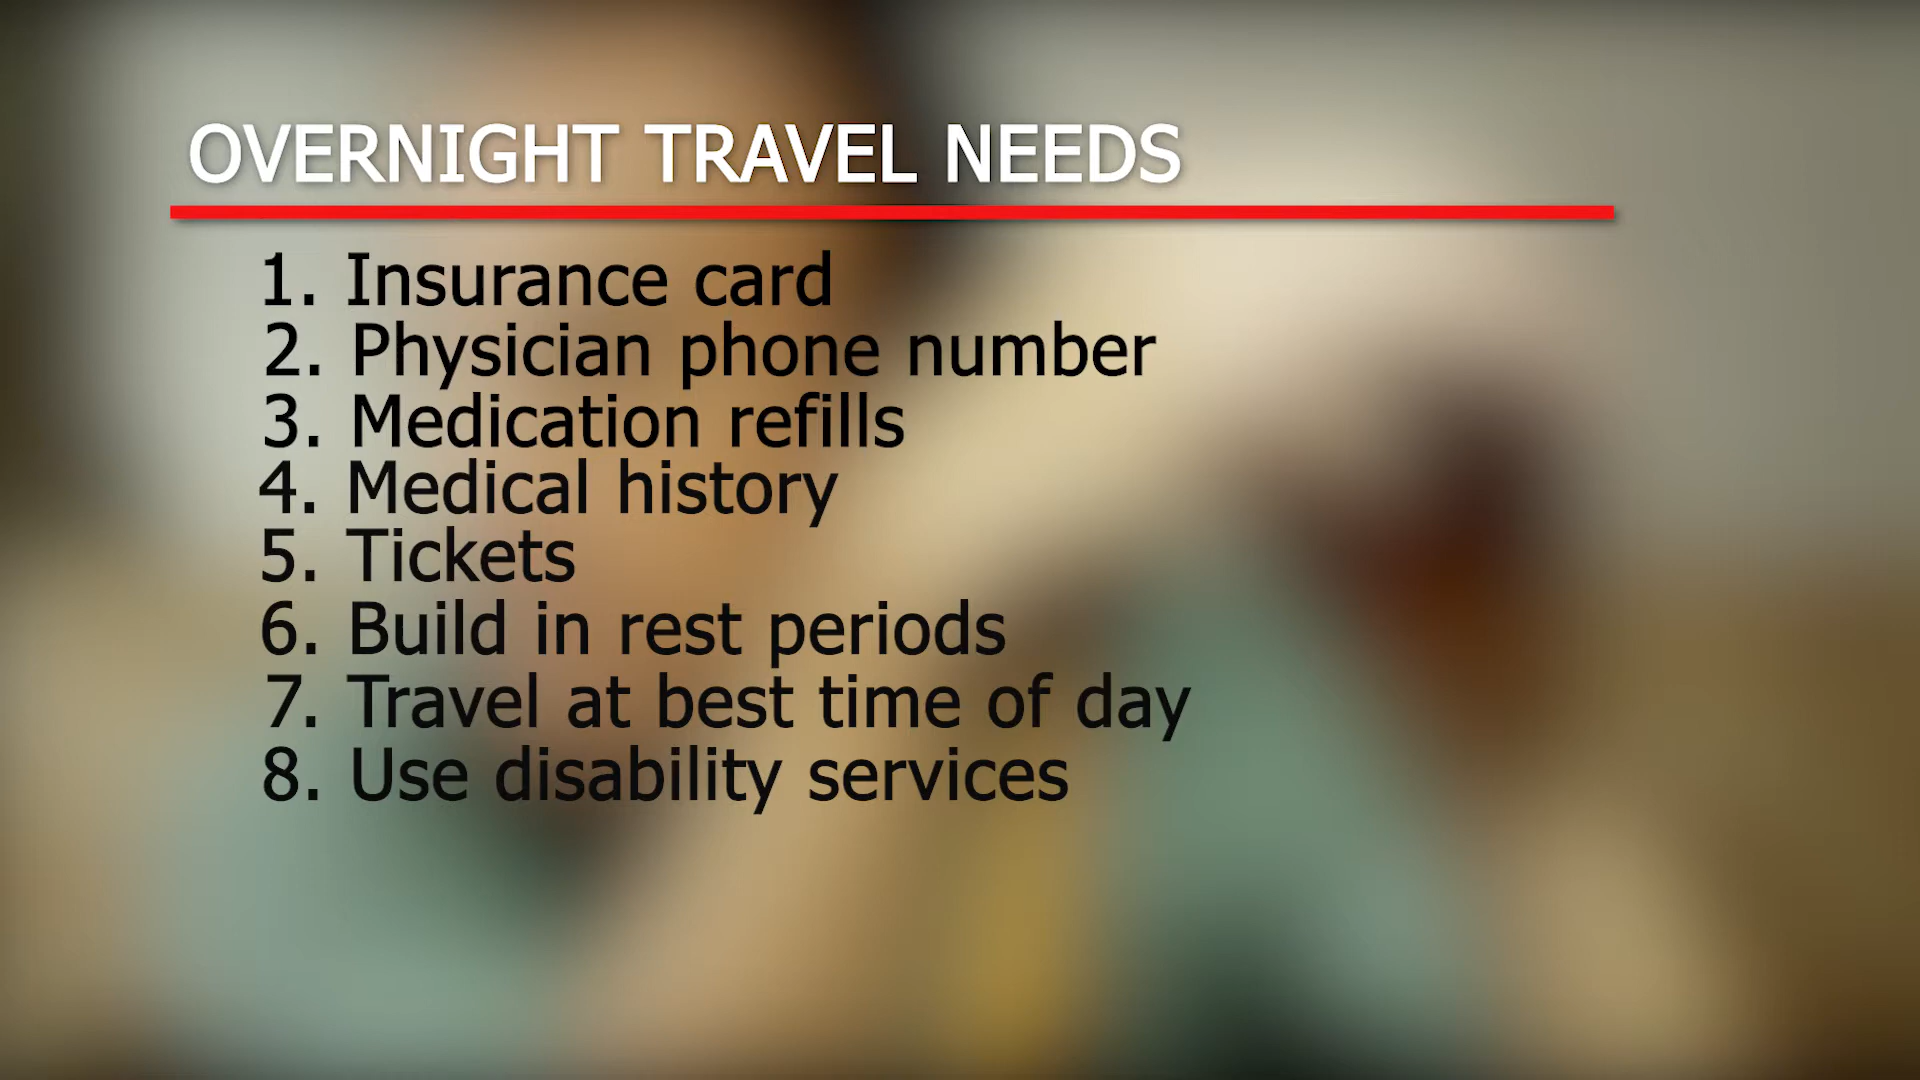 OVERNIGHT TRAVEL NEEDS
1. Insurance card
2. Physician phone number
3. Medication refills
4. Medical history
5. Tickets
6. Build in rest periods
7. Travel at best time of day
8. Use disability services